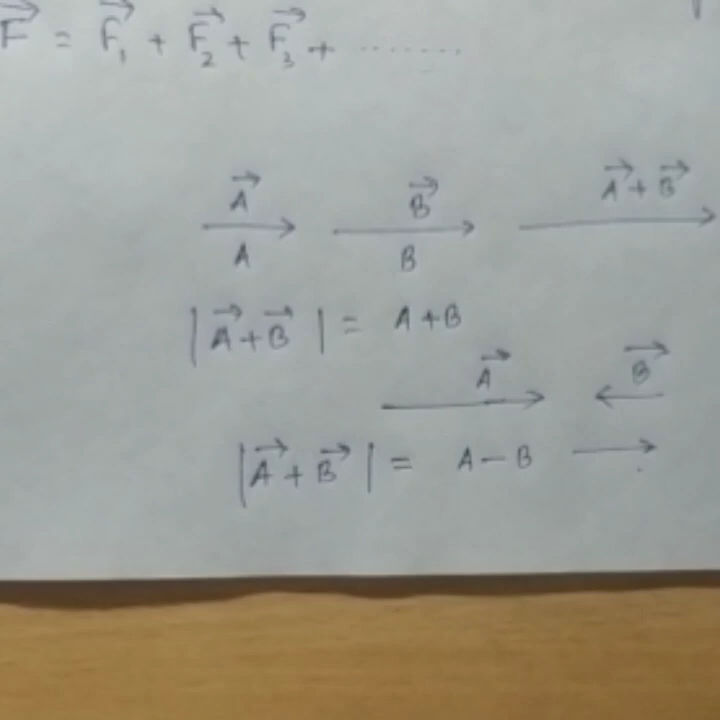 F⃗ = F⃗₁ + F⃗₂ + F⃗₃ + ........
A⃗ B⃗ A⃗ + B⃗
A B
|A⃗ + B⃗| = A + B
A⃗ B⃗
|A⃗ + B⃗| = A − B